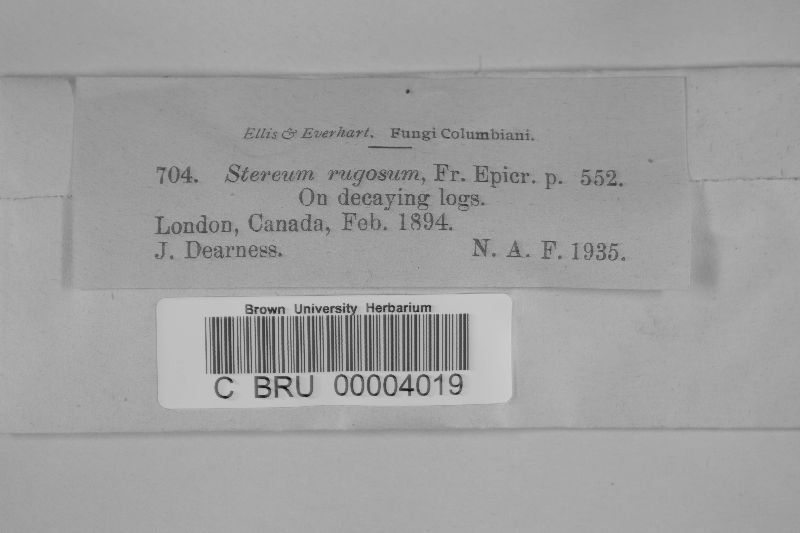 Ellis & Everhart. Fungi Columbiani.
704. Stereum rugosum, Fr. Epicr. p. 552.
On decaying logs.
London, Canada, Feb. 1894.
J. Dearness. N. A. F. 1935.
Brown University Herbarium
C BRU 00004019